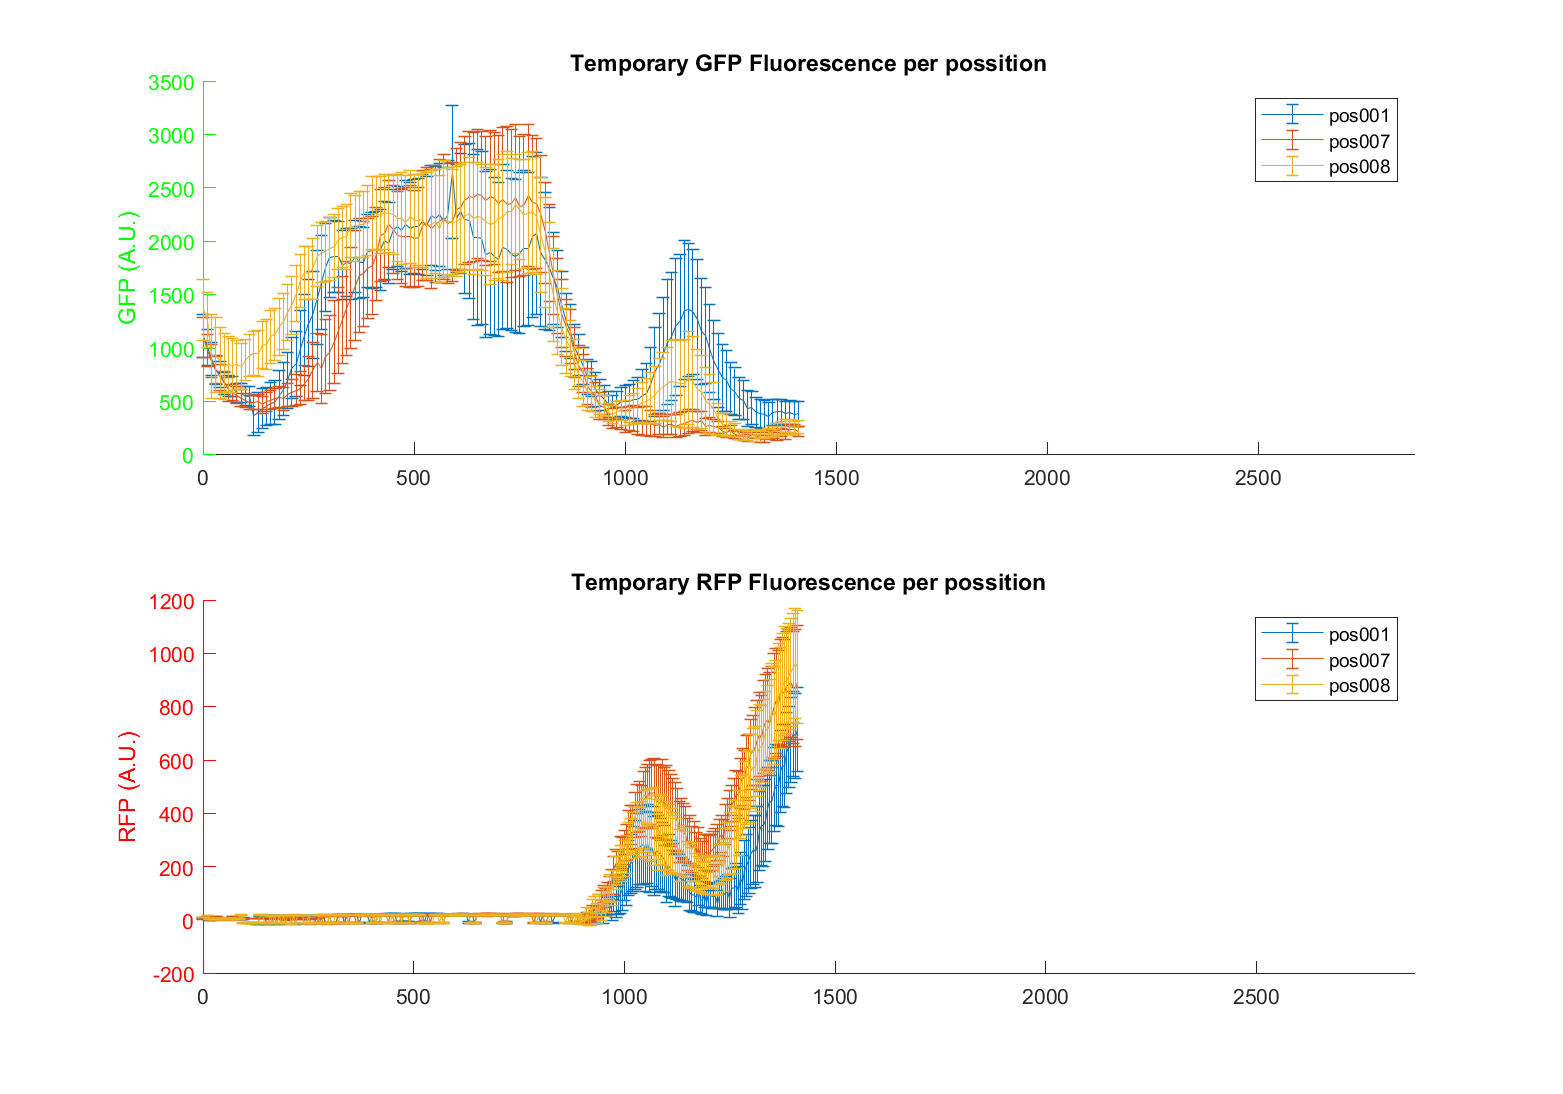 Temporary GFP Fluorescence per possition
3500
3000
2500
2000
1500
1000
500
0
GFP (A.U.)
0 500 1000 1500 2000 2500
pos001
pos007
pos008
Temporary RFP Fluorescence per possition
1200
1000
800
600
400
200
0
-200
RFP (A.U.)
0 500 1000 1500 2000 2500
pos001
pos007
pos008